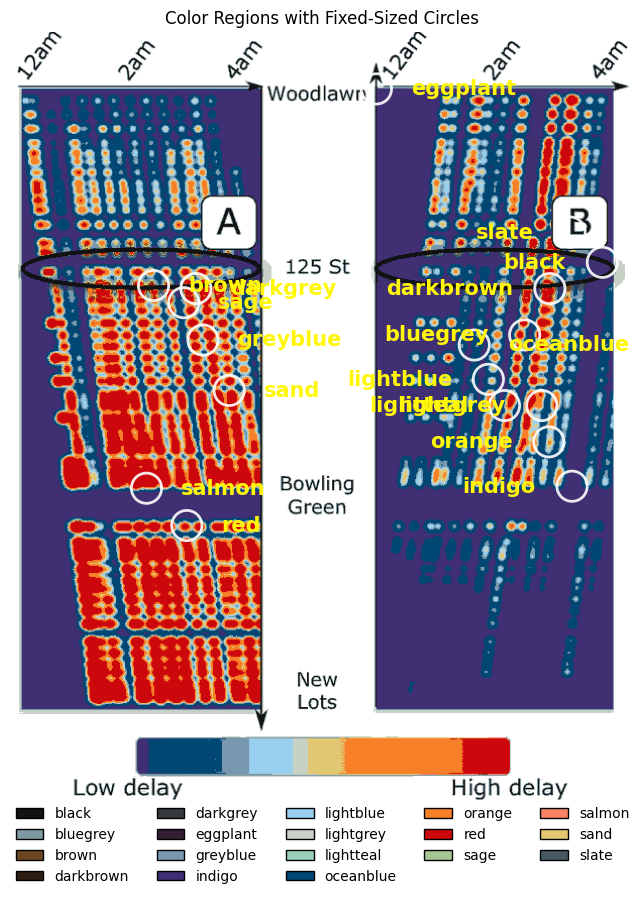 Color Regions with Fixed-Sized Circles
12am 2am 4am 12am 2am 4am
Woodlawn
eggplant
A B
slate
black
125 St
brown darkgrey darkbrown
sage
greyblue bluegrey oceanblue
sand lightblue
lightteal lightgrey
orange
salmon Bowling indigo
Green
red
New
Lots
Low delay High delay
black darkgrey lightblue orange salmon
bluegrey eggplant lightgrey red sand
brown greyblue lightteal sage slate
darkbrown indigo oceanblue